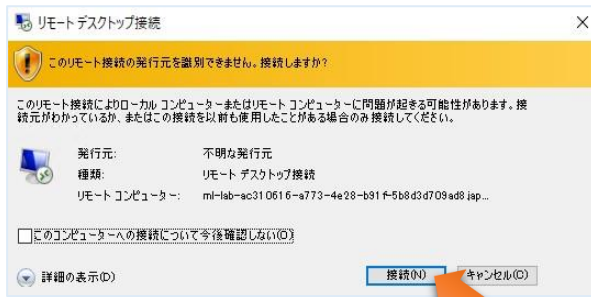 リモート デスクトップ接続
このリモート接続の発行元を識別できません。接続しますか?
このリモート接続によりローカル コンピューターまたはリモート コンピューターに問題が起きる可能性があります。接
続元がわかっているか、またはこの接続を以前も使用したことがある場合のみ接続してください。
発行元: 不明な発行元
種類: リモート デスクトップ接続
リモート コンピューター: ml-lab-ac310616-a773-4e28-b91f-5b8d3d709ad8.jap...
このコンピューターへの接続について今後確認しない(O)
詳細の表示(D) 接続(N) キャンセル(C)